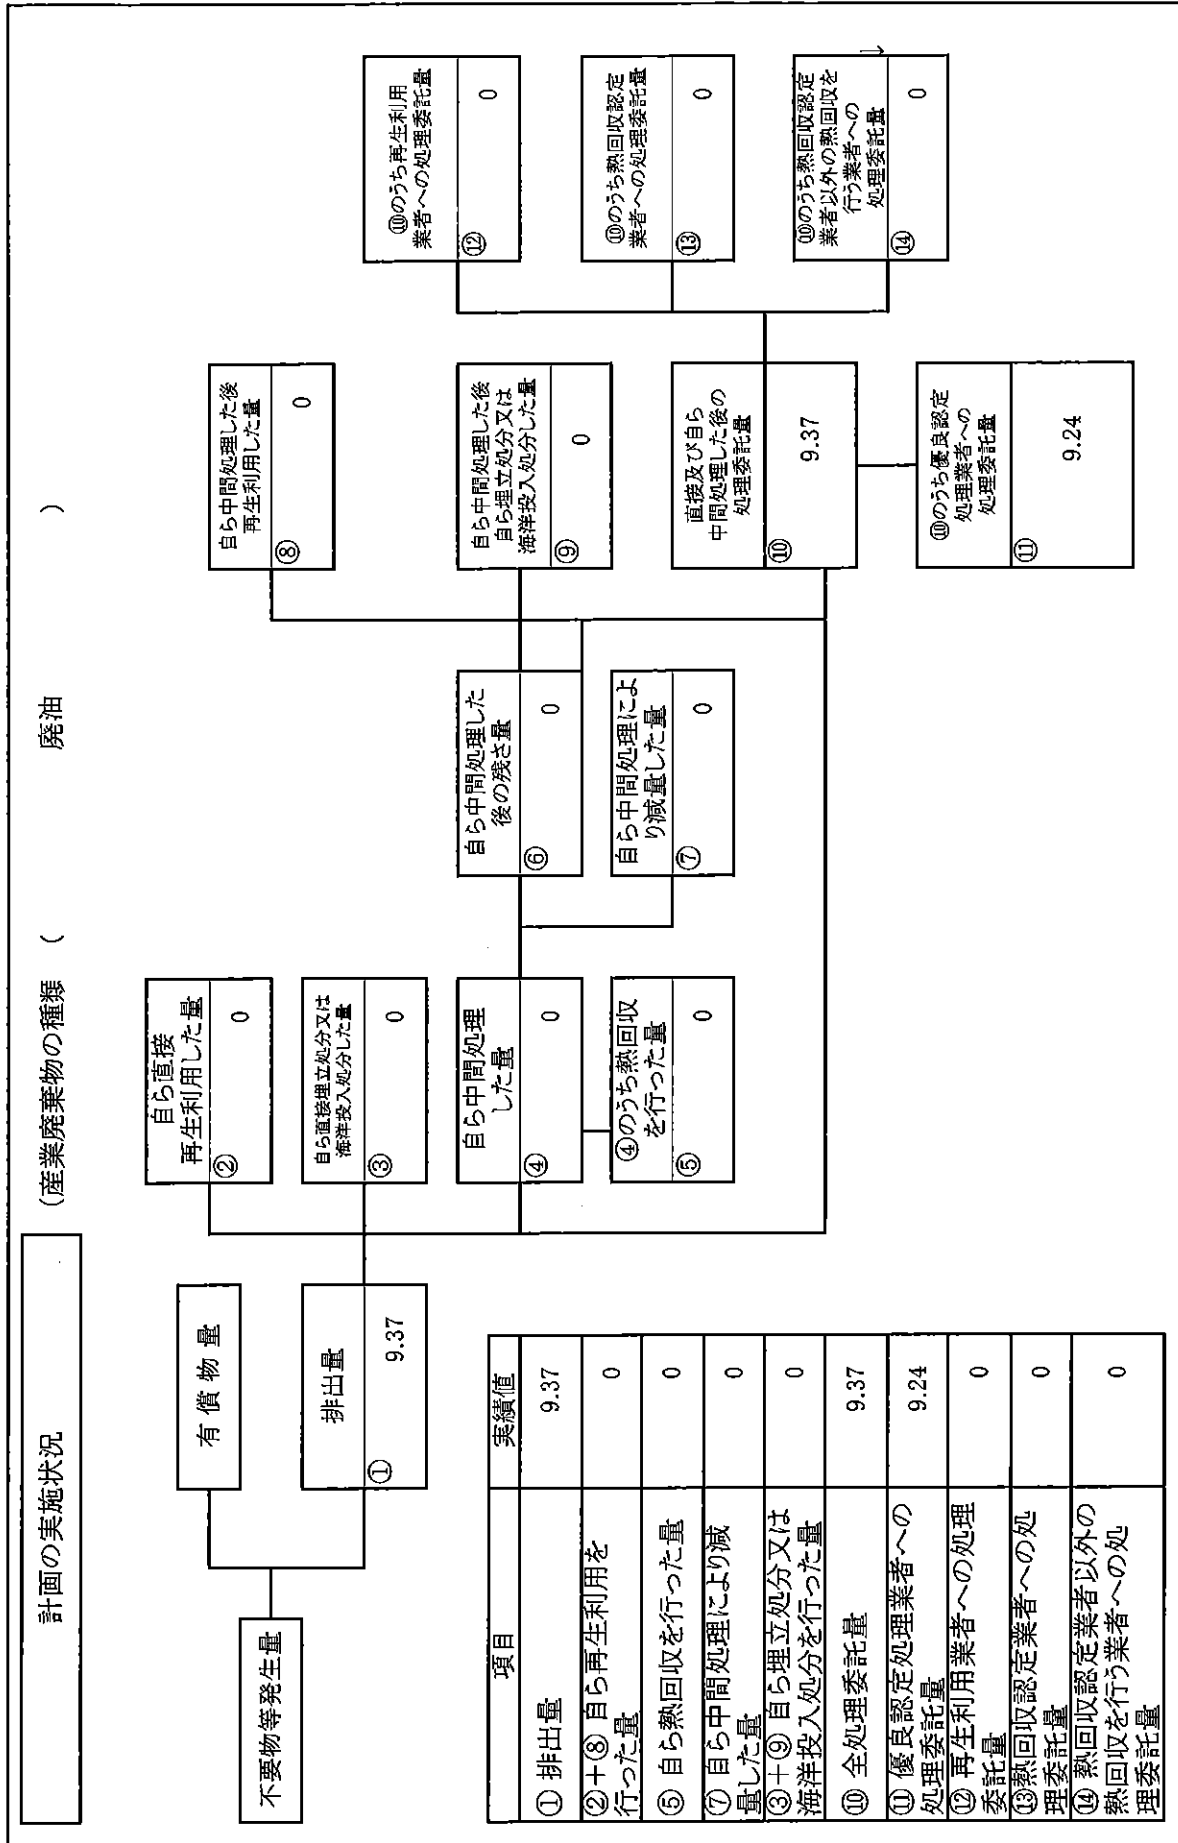 計画の実施状況
(産業廃棄物の種類 ( 廃油 )
不要物等発生量
有償物量
排出量
① 9.37
自ら直接
再生利用した量
② 0
自ら直接埋立処分又は
海洋投入処分した量
③ 0
自ら中間処理
した量
④ 0
④のうち熱回収
を行った量
⑤ 0
自ら中間処理した
後の残さ量
⑥ 0
自ら中間処理によ
り減量した量
⑦ 0
自ら中間処理した後
再生利用した量
⑧ 0
自ら中間処理した後
自ら埋立処分又は
海洋投入処分した量
⑨ 0
直接及び自ら
中間処理した後の
処理委託量
⑩ 9.37
⑩のうち優良認定
処理業者への
処理委託量
⑪ 9.24
⑩のうち再生利用
業者への処理委託量
⑫ 0
⑩のうち熱回収認定
業者への処理委託量
⑬ 0
⑩のうち熱回収認定
業者以外の熱回収を
行う業者への
処理委託量
⑭ 0
項目 実績値
① 排出量 9.37
②+⑧ 自ら再生利用を
行った量 0
⑤ 自ら熱回収を行った量 0
⑦ 自ら中間処理により減
量した量 0
③+⑨ 自ら埋立処分又は
海洋投入処分を行った量 0
⑩ 全処理委託量 9.37
⑪ 優良認定処理業者への
処理委託量 9.24
⑫ 再生利用業者への処理
委託量 0
⑬熱回収認定業者への処
理委託量 0
⑭ 熱回収認定業者以外の
熱回収を行う業者への処
理委託量 0